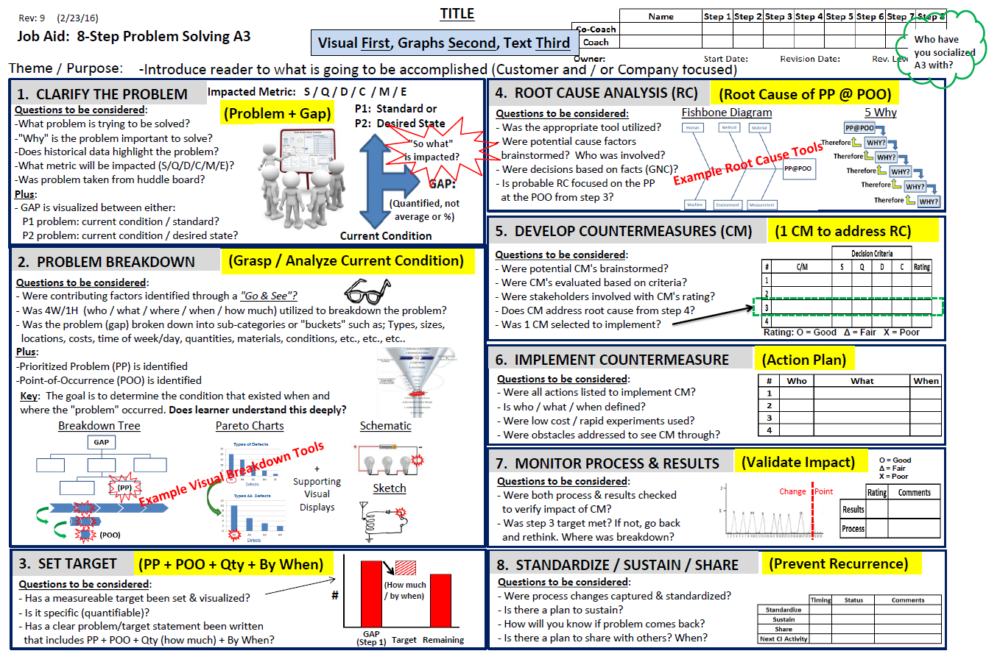 Rev: 9 (2/23/16)
TITLE
Job Aid: 8-Step Problem Solving A3
Visual First, Graphs Second, Text Third
Name Step 1 Step 2 Step 3 Step 4 Step 5 Step 6 Step 7 Step 8
Co-Coach
Coach
Owner: Start Date: Revision Date: Rev. Level
Who have
you socialized
A3 with?
Theme / Purpose: -Introduce reader to what is going to be accomplished (Customer and / or Company focused)
1. CLARIFY THE PROBLEM
Impacted Metric: S / Q / D / C / M / E
(Problem + Gap)
Questions to be considered:
-What problem is trying to be solved?
-"Why" is the problem important to solve?
-Does historical data highlight the problem?
-What metric will be impacted (S/Q/D/C/M/E)?
-Was problem taken from huddle board?
Plus:
- GAP is visualized between either:
P1 problem: current condition / standard?
P2 problem: current condition / desired state?
P1: Standard or
P2: Desired State
"So what"
is impacted?
GAP:
(Quantified, not
average or %)
Current Condition
2. PROBLEM BREAKDOWN
(Grasp / Analyze Current Condition)
Questions to be considered:
- Were contributing factors identified through a "Go & See"?
- Was 4W/1H (who / what / where / when / how much) utilized to breakdown the problem?
- Was the problem (gap) broken down into sub-categories or "buckets" such as; Types, sizes,
locations, costs, time of week/day, quantities, materials, conditions, etc., etc., etc..
Plus:
-Prioritized Problem (PP) is identified
-Point-of-Occurrence (POO) is identified
Key: The goal is to determine the condition that existed when and
where the "problem" occurred. Does learner understand this deeply?
Breakdown Tree
GAP
(PP)
(POO)
Pareto Charts
Types of Defects
Defects
Types AA Defects
Defects
Example Visual Breakdown Tools
+
Supporting
Visual
Displays
Schematic
Sketch
3. SET TARGET
(PP + POO + Qty + By When)
Questions to be considered:
- Has a measureable target been set & visualized?
- Is it specific (quantifiable)?
- Has a clear problem/target statement been written
that includes PP + POO + Qty (how much) + By When?
#
(How much
/ by when)
GAP
(Step 1)
Target
Remaining
4. ROOT CAUSE ANALYSIS (RC)
(Root Cause of PP @ POO)
Questions to be considered:
- Was the appropriate tool utilized?
- Were potential cause factors
brainstormed? Who was involved?
- Were decisions based on facts (GNC)?
- Is probable RC focused on the PP
at the POO from step 3?
Fishbone Diagram
Human Method Material
PP@POO
Machine Environment Measurement
Example Root Cause Tools
5 Why
PP@POO
Therefore WHY?
Therefore WHY?
Therefore WHY?
Therefore WHY?
Therefore WHY?
5. DEVELOP COUNTERMEASURES (CM)
(1 CM to address RC)
Questions to be considered:
- Were potential CM's brainstormed?
- Were CM's evaluated based on criteria?
- Were stakeholders involved with CM's rating?
- Does CM address root cause from step 4?
- Was 1 CM selected to implement?
Decision Criteria
# C/M S Q D C Rating
1
2
3
4
Rating: O = Good Δ = Fair X = Poor
6. IMPLEMENT COUNTERMEASURE
(Action Plan)
Questions to be considered:
- Were all actions listed to implement CM?
- Is who / what / when defined?
- Were low cost / rapid experiments used?
- Were obstacles addressed to see CM through?
# Who What When
1
2
3
4
7. MONITOR PROCESS & RESULTS
(Validate Impact)
Questions to be considered:
- Were both process & results checked
to verify impact of CM?
- Was step 3 target met? If not, go back
and rethink. Where was breakdown?
Change Point
O = Good
Δ = Fair
X = Poor
Rating Comments
Results
Process
8. STANDARDIZE / SUSTAIN / SHARE
(Prevent Recurrence)
Questions to be considered:
- Were process changes captured & standardized?
- Is there a plan to sustain?
- How will you know if problem comes back?
- Is there a plan to share with others? When?
Timing Status Comments
Standardize
Sustain
Share
Next CI Activity